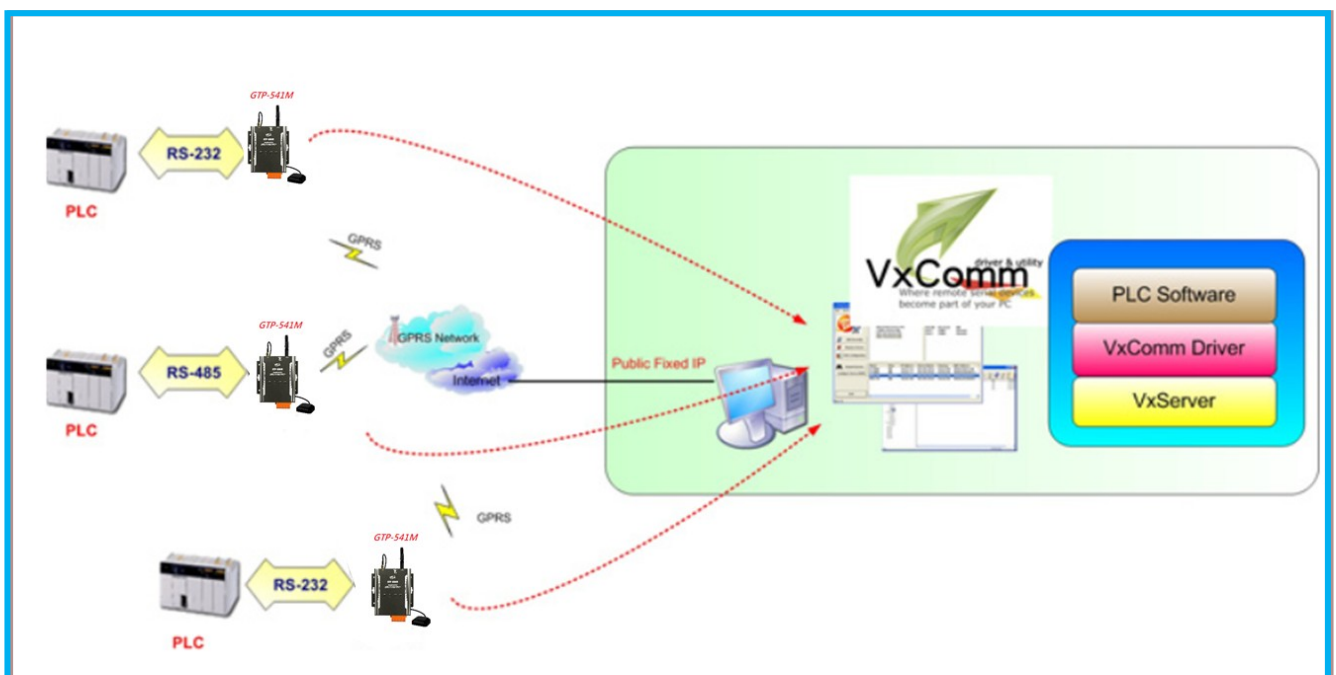 GTP-541M
RS-232
PLC
GPRS
GTP-541M
RS-485
PLC
GPRS
GPRS Network
Internet
Public Fixed IP
GTP-541M
RS-232
PLC
GPRS
VxComm
driver & utility
Where remote serial devices
become part of your PC
PLC Software
VxComm Driver
VxServer